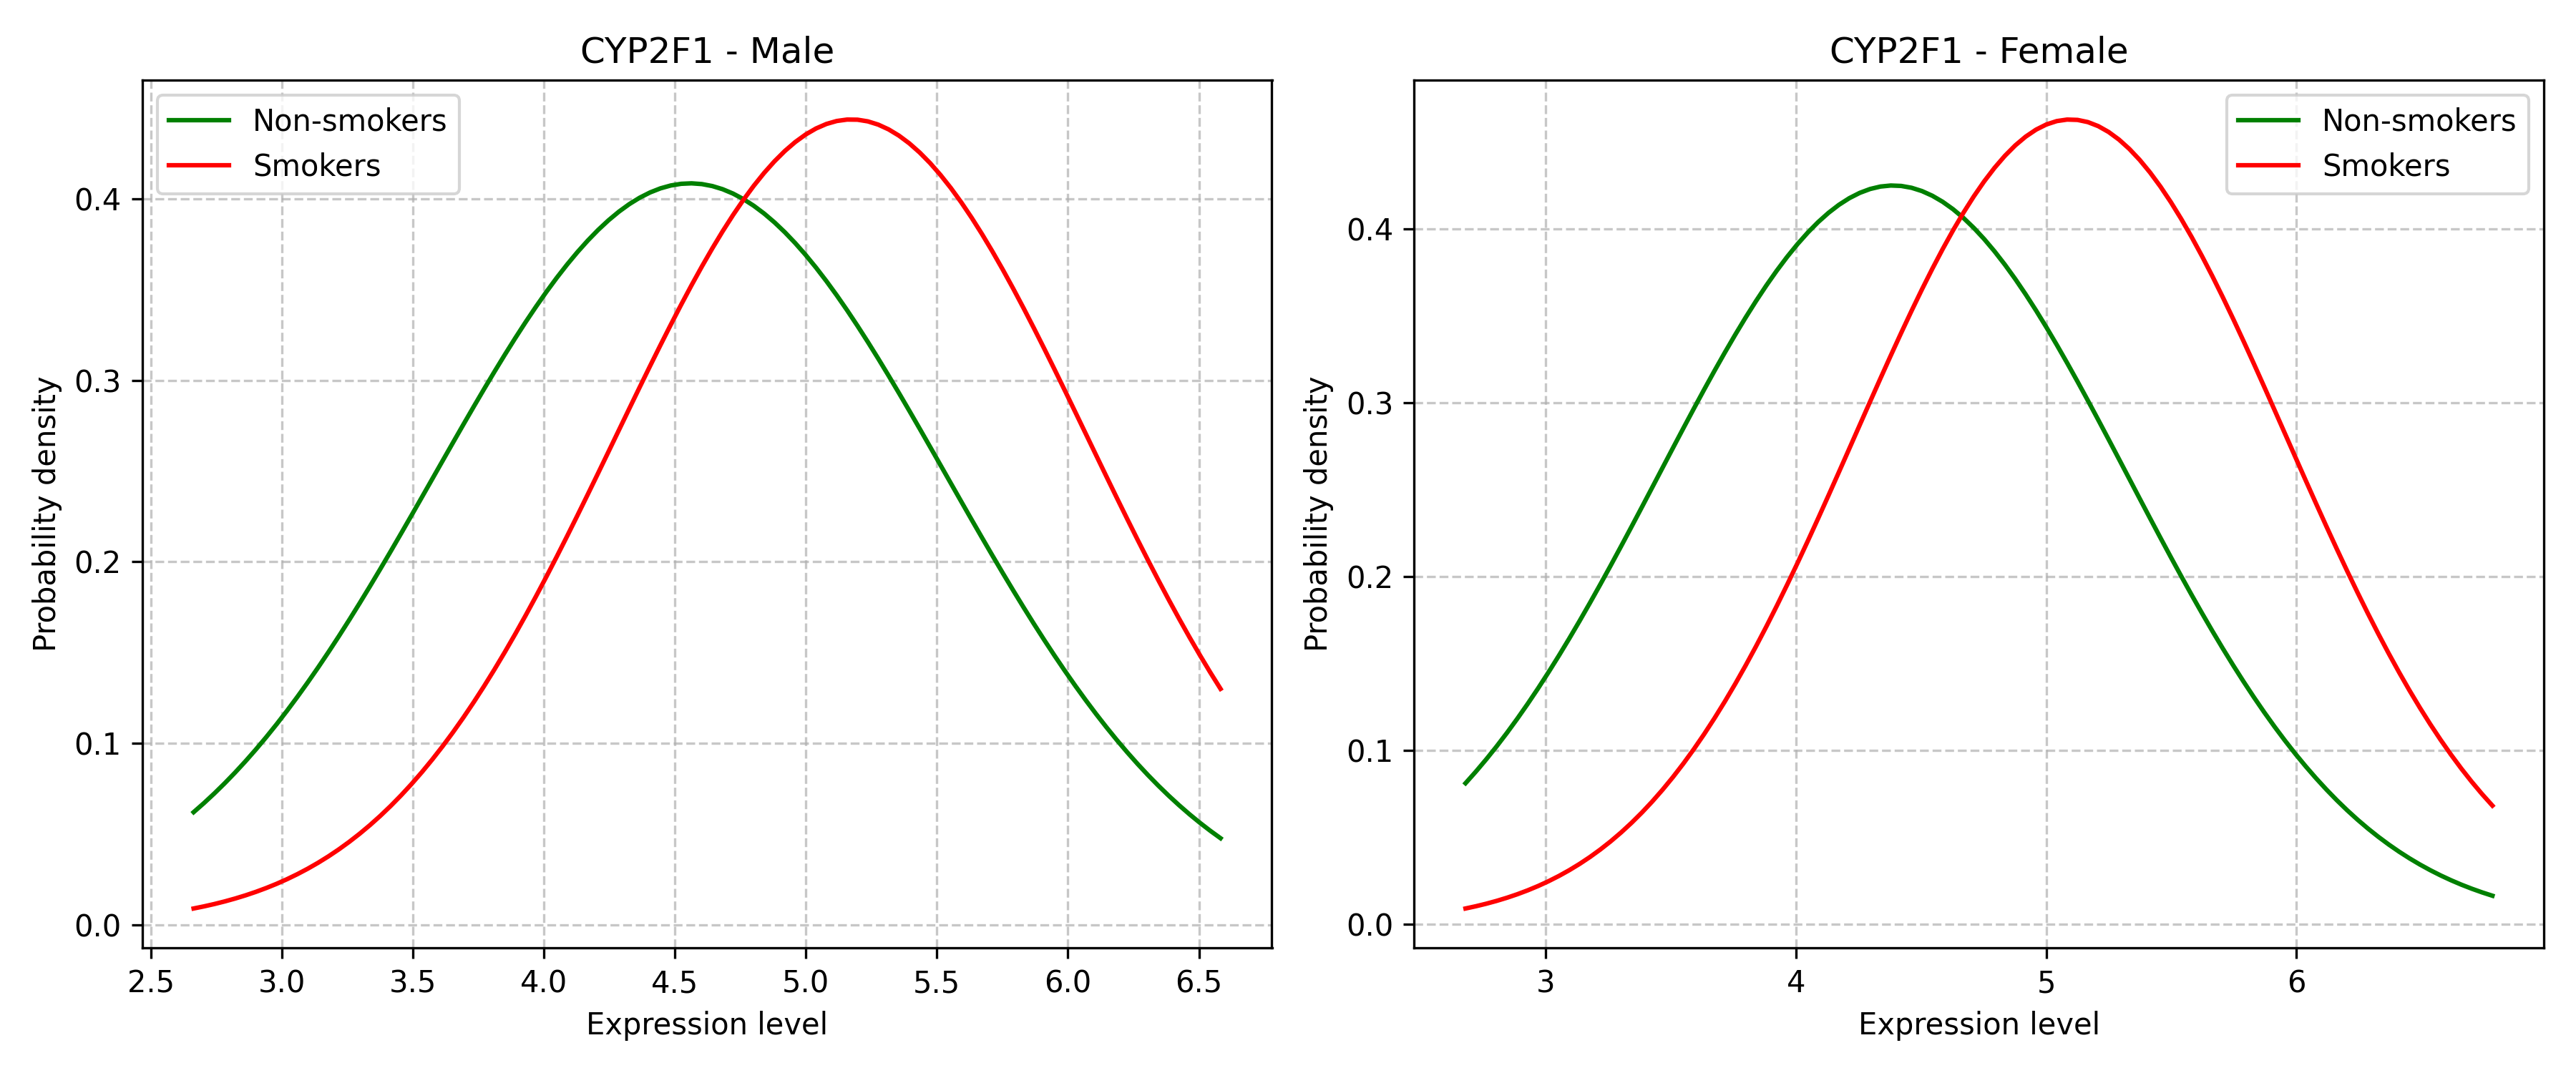 CYP2F1 - Male
Non-smokers
Smokers
Probability density
0.4
0.3
0.2
0.1
0.0
2.5 3.0 3.5 4.0 4.5 5.0 5.5 6.0 6.5
Expression level
CYP2F1 - Female
Non-smokers
Smokers
Probability density
0.4
0.3
0.2
0.1
0.0
3 4 5 6
Expression level